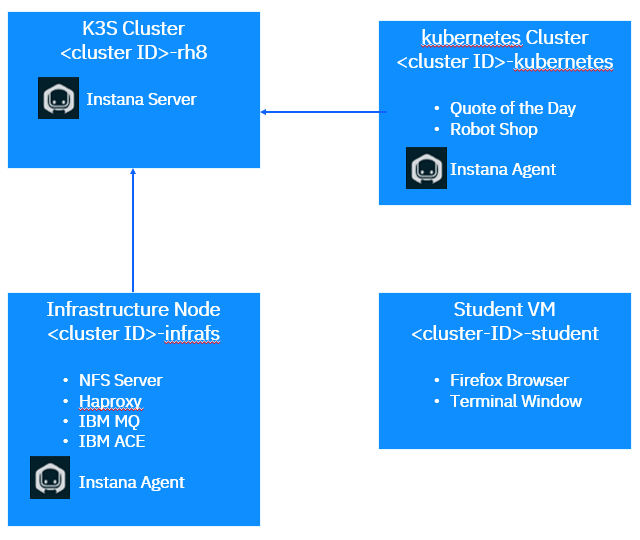 K3S Cluster
<cluster ID>-rh8
Instana Server
kubernetes Cluster
<cluster ID>-kubernetes
• Quote of the Day
• Robot Shop
Instana Agent
Infrastructure Node
<cluster ID>-infrafs
• NFS Server
• Haproxy
• IBM MQ
• IBM ACE
Instana Agent
Student VM
<cluster-ID>-student
• Firefox Browser
• Terminal Window